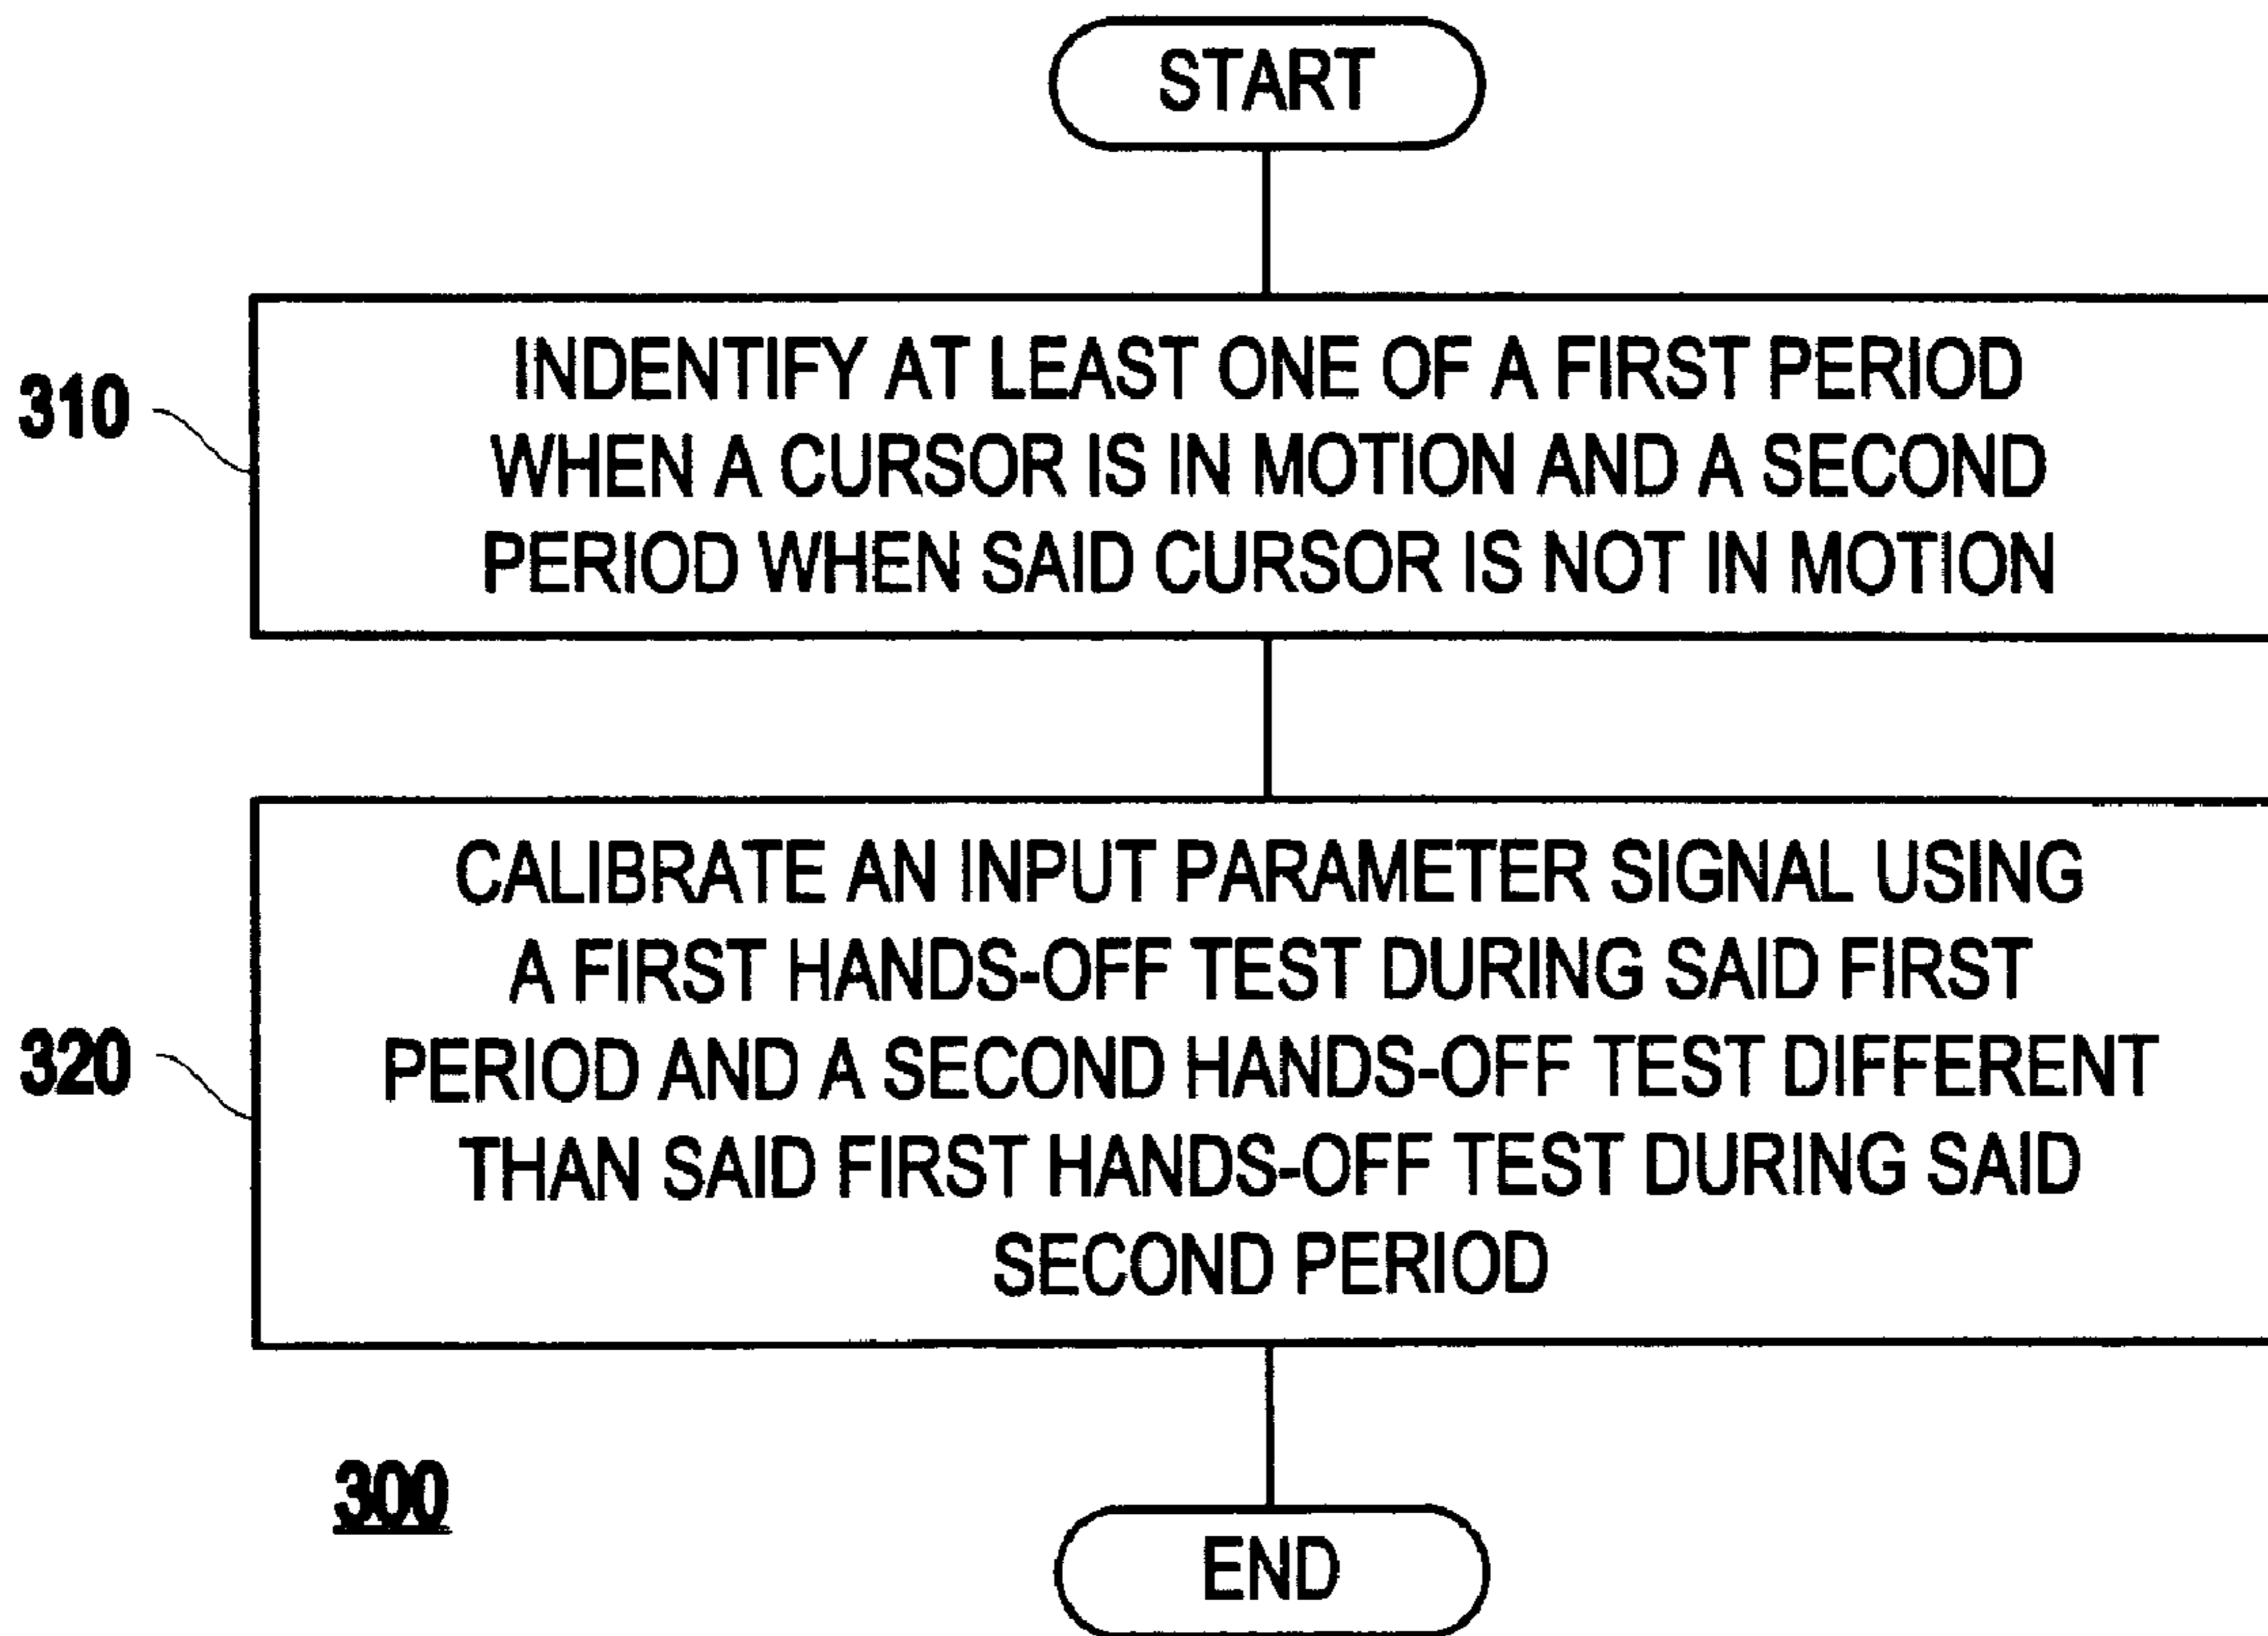 START
310
INDENTIFY AT LEAST ONE OF A FIRST PERIOD
WHEN A CURSOR IS IN MOTION AND A SECOND
PERIOD WHEN SAID CURSOR IS NOT IN MOTION
320
CALIBRATE AN INPUT PARAMETER SIGNAL USING
A FIRST HANDS-OFF TEST DURING SAID FIRST
PERIOD AND A SECOND HANDS-OFF TEST DIFFERENT
THAN SAID FIRST HANDS-OFF TEST DURING SAID
SECOND PERIOD
300
END